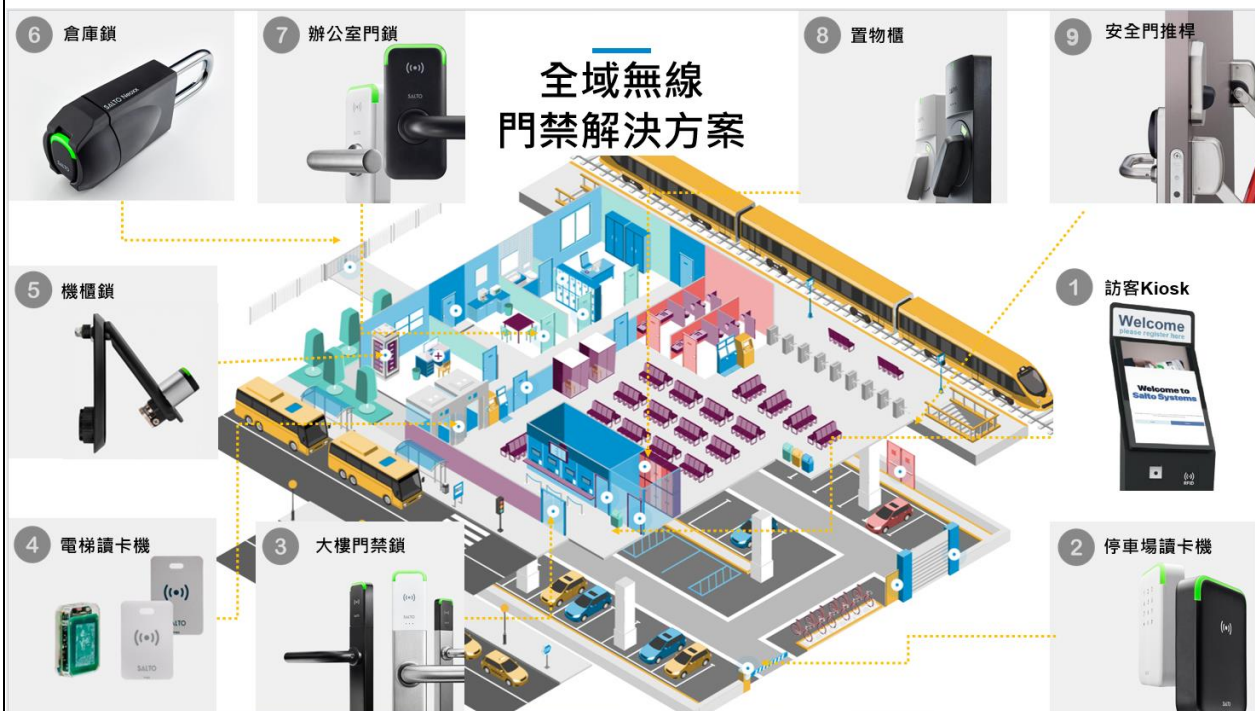 6 倉庫鎖
SALTO Neoxx
SALTO
7 辦公室門鎖
SALTO
全域無線
門禁解決方案
8 置物櫃
9 安全門推桿
5 機櫃鎖
1 訪客Kiosk
Welcome
please register here
Welcome to
Salto Systems
RFID
4 電梯讀卡機
SALTO
3 大樓門禁鎖
SALTO
2 停車場讀卡機
SALTO